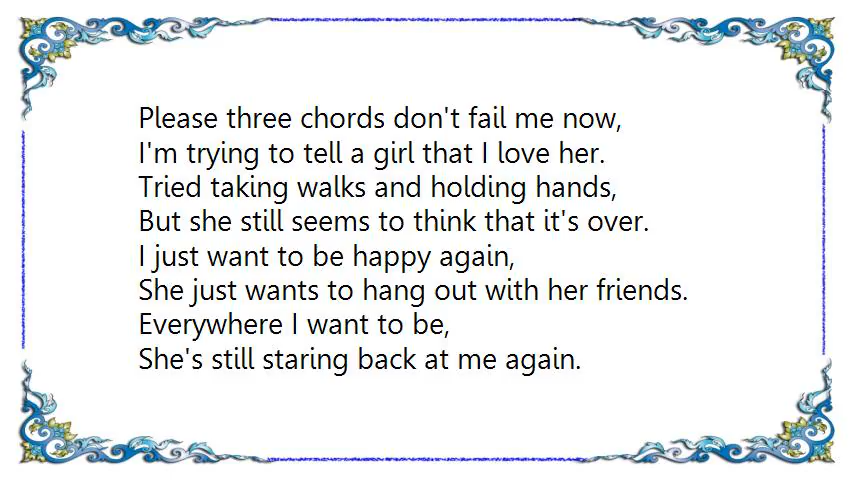 Please three chords don't fail me now,
I'm trying to tell a girl that I love her.
Tried taking walks and holding hands,
But she still seems to think that it's over.
I just want to be happy again,
She just wants to hang out with her friends.
Everywhere I want to be,
She's still staring back at me again.